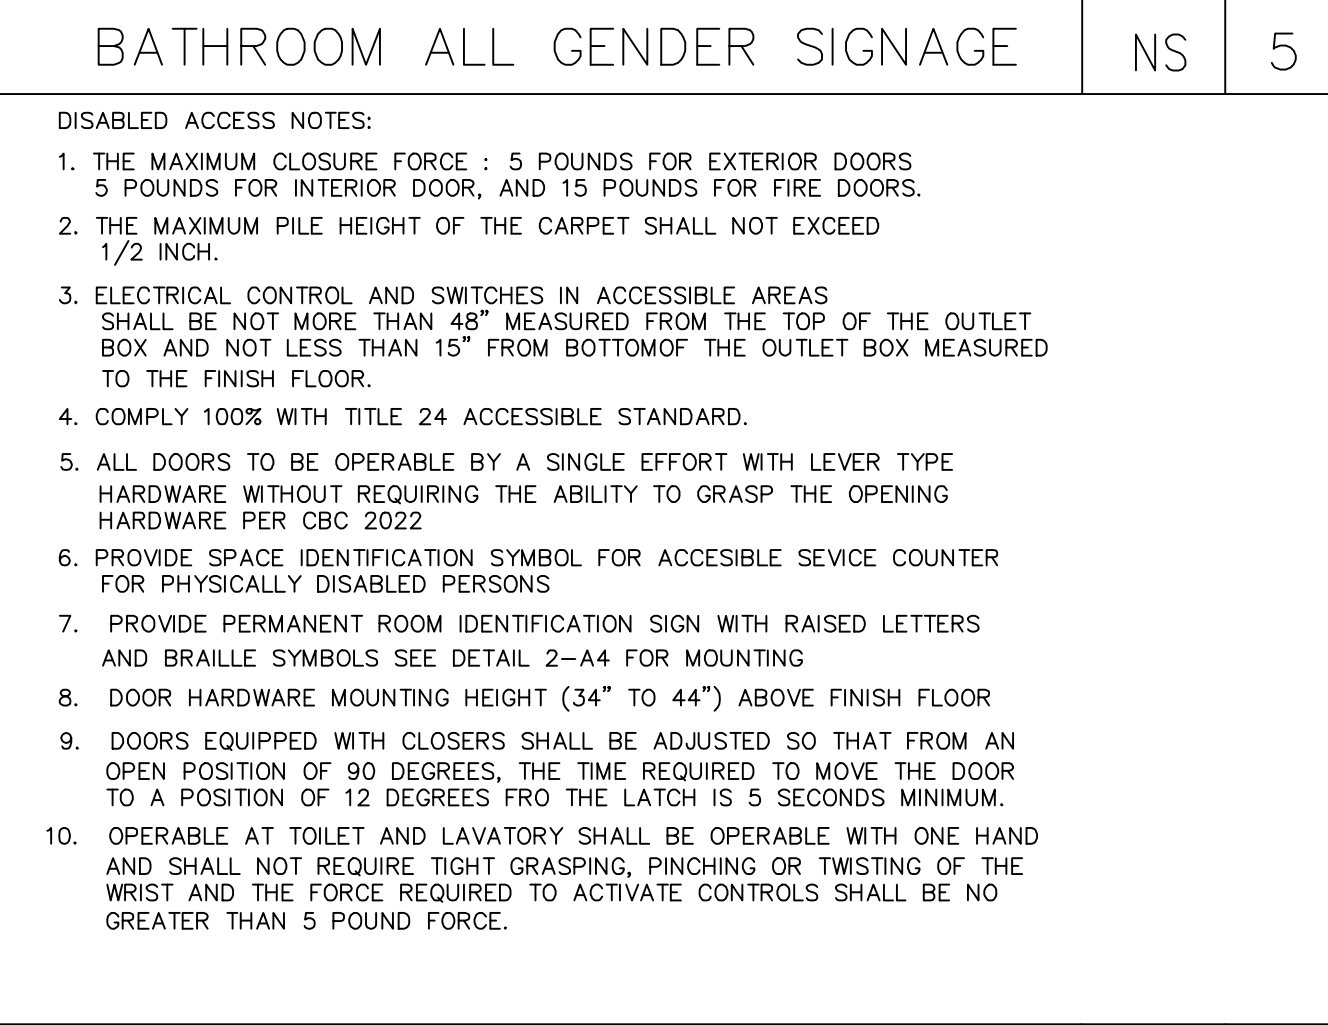 BATHROOM ALL GENDER SIGNAGE NS 5
DISABLED ACCESS NOTES:
1. THE MAXIMUM CLOSURE FORCE : 5 POUNDS FOR EXTERIOR DOORS
5 POUNDS FOR INTERIOR DOOR, AND 15 POUNDS FOR FIRE DOORS.
2. THE MAXIMUM PILE HEIGHT OF THE CARPET SHALL NOT EXCEED
1/2 INCH.
3. ELECTRICAL CONTROL AND SWITCHES IN ACCESSIBLE AREAS
SHALL BE NOT MORE THAN 48” MEASURED FROM THE TOP OF THE OUTLET
BOX AND NOT LESS THAN 15” FROM BOTTOMOF THE OUTLET BOX MEASURED
TO THE FINISH FLOOR.
4. COMPLY 100% WITH TITLE 24 ACCESSIBLE STANDARD.
5. ALL DOORS TO BE OPERABLE BY A SINGLE EFFORT WITH LEVER TYPE
HARDWARE WITHOUT REQUIRING THE ABILITY TO GRASP THE OPENING
HARDWARE PER CBC 2022
6. PROVIDE SPACE IDENTIFICATION SYMBOL FOR ACCESIBLE SEVICE COUNTER
FOR PHYSICALLY DISABLED PERSONS
7. PROVIDE PERMANENT ROOM IDENTIFICATION SIGN WITH RAISED LETTERS
AND BRAILLE SYMBOLS SEE DETAIL 2–A4 FOR MOUNTING
8. DOOR HARDWARE MOUNTING HEIGHT (34” TO 44”) ABOVE FINISH FLOOR
9. DOORS EQUIPPED WITH CLOSERS SHALL BE ADJUSTED SO THAT FROM AN
OPEN POSITION OF 90 DEGREES, THE TIME REQUIRED TO MOVE THE DOOR
TO A POSITION OF 12 DEGREES FRO THE LATCH IS 5 SECONDS MINIMUM.
10. OPERABLE AT TOILET AND LAVATORY SHALL BE OPERABLE WITH ONE HAND
AND SHALL NOT REQUIRE TIGHT GRASPING, PINCHING OR TWISTING OF THE
WRIST AND THE FORCE REQUIRED TO ACTIVATE CONTROLS SHALL BE NO
GREATER THAN 5 POUND FORCE.